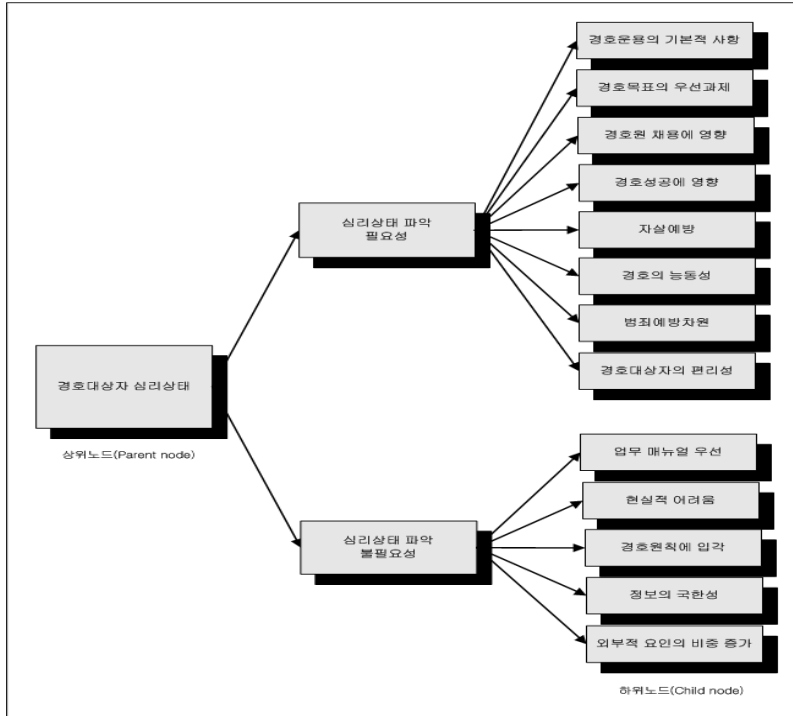 경호운용의 기본적 사항
경호목표의 우선과제
경호원 채용에 영향
경호성공에 영향
심리상태 파악
필요성
자살예방
경호의 능동성
범죄예방차원
경호대상자의 편리성
경호대상자 심리상태
상위노드(Parent node)
업무 매뉴얼 우선
현실적 어려움
심리상태 파악
불필요성
경호원칙에 입각
정보의 국한성
외부적 요인의 비중 증가
하위노드(Child node)